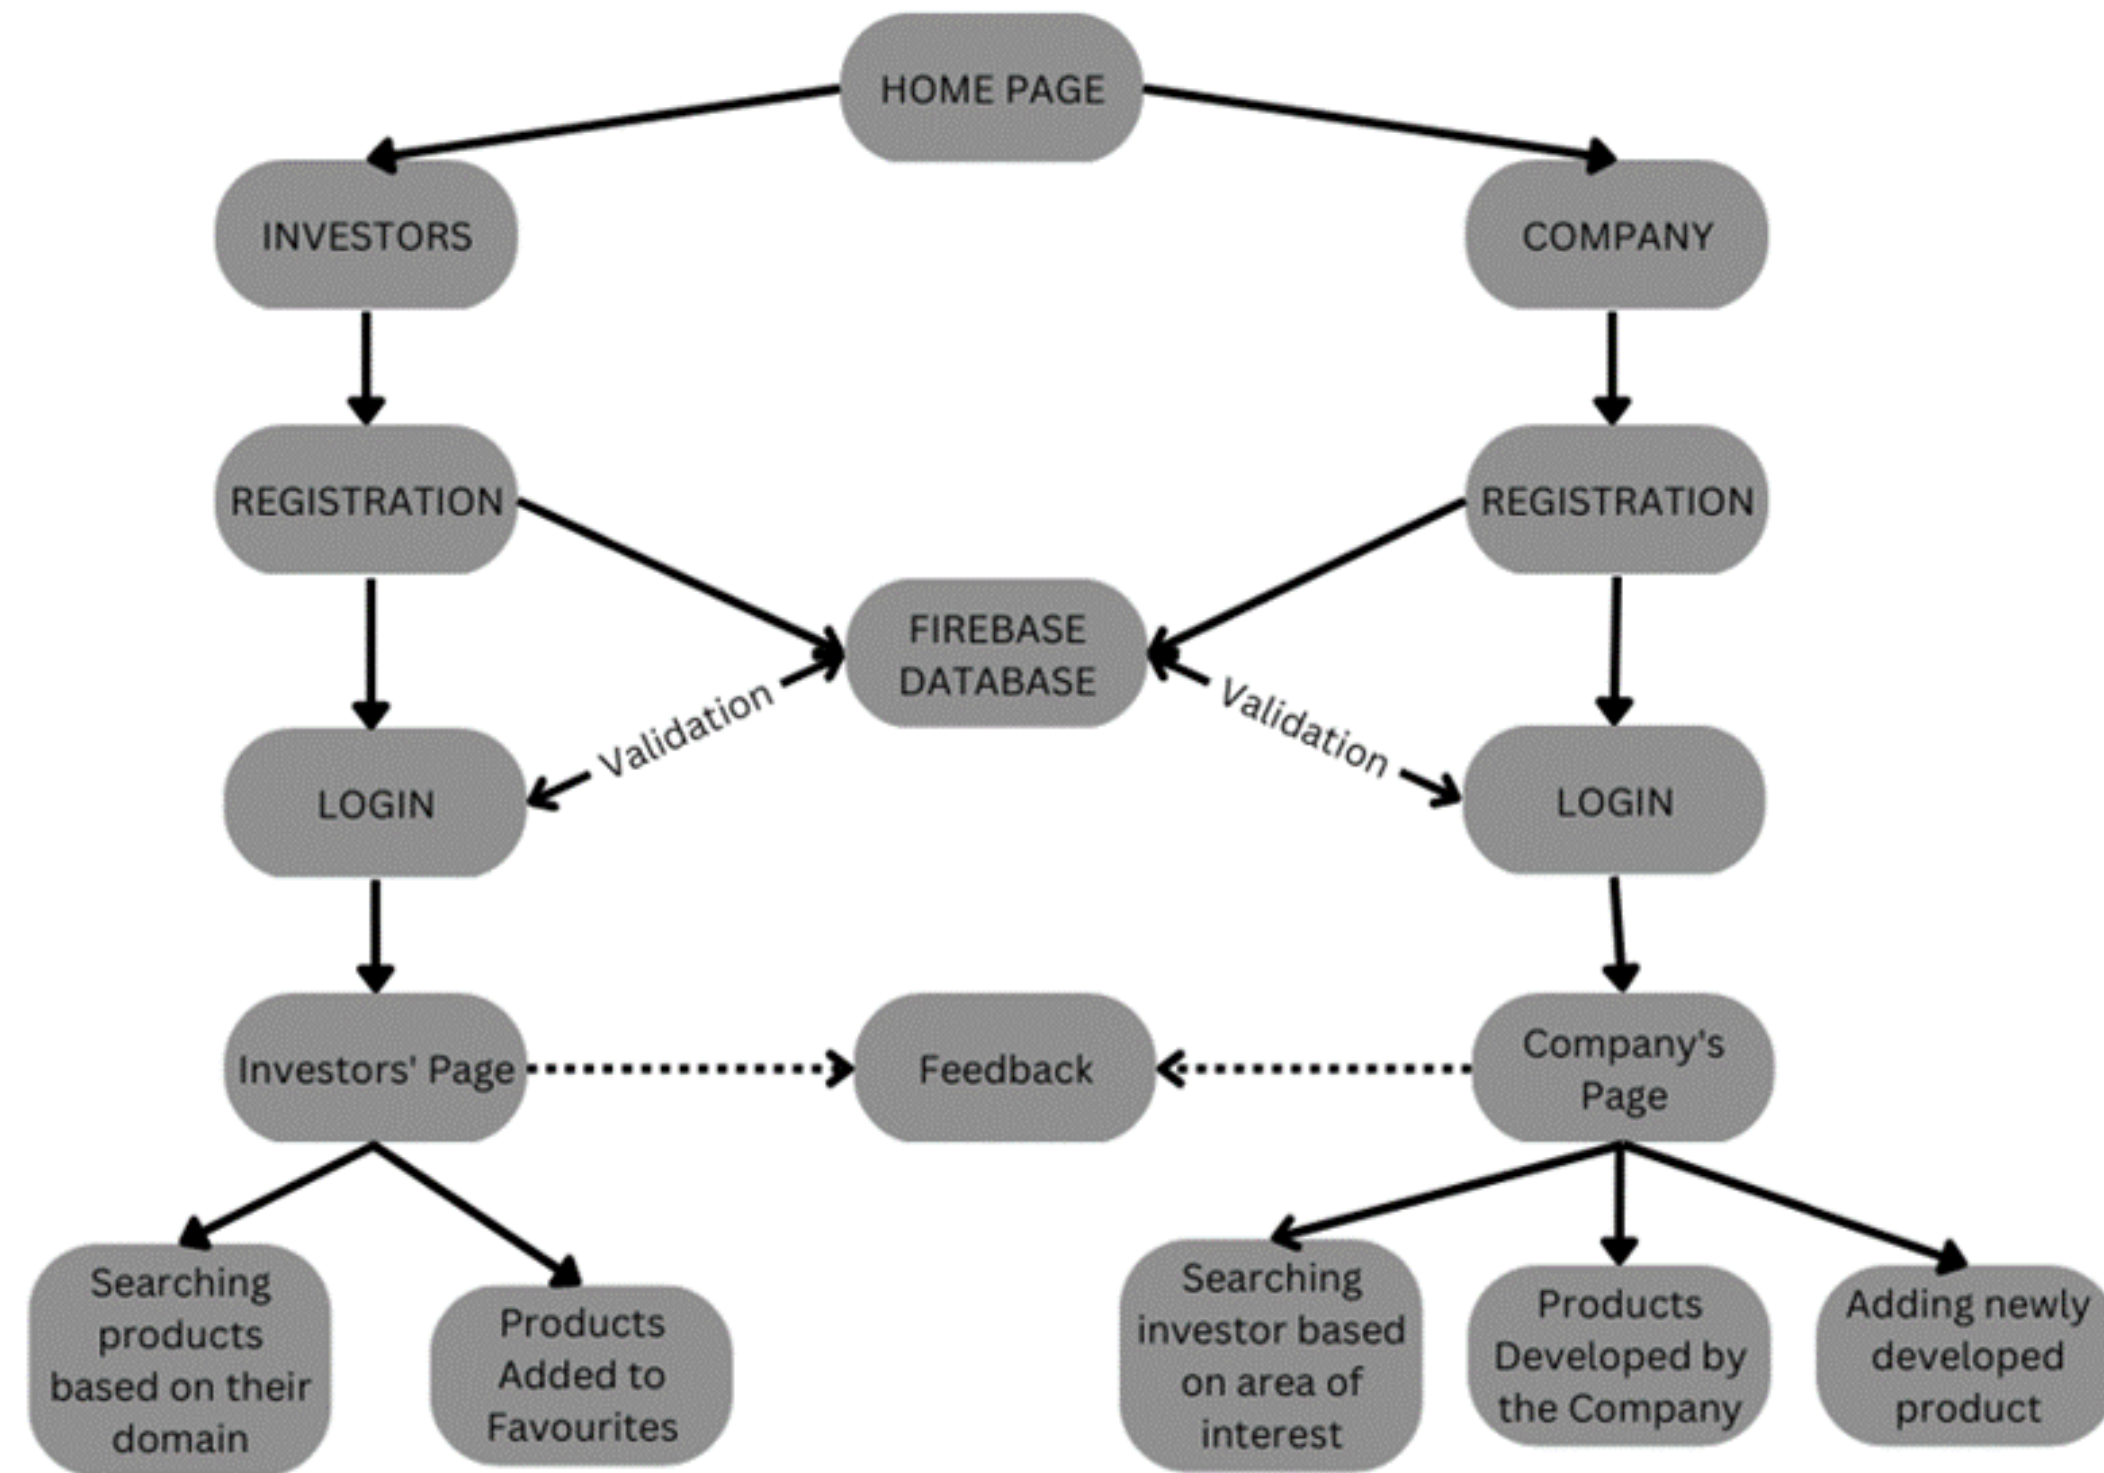 HOME PAGE
INVESTORS
COMPANY
REGISTRATION
REGISTRATION
FIREBASE
DATABASE
Validation
Validation
LOGIN
LOGIN
Investors' Page
Feedback
Company's
Page
Searching
products
based on their
domain
Products
Added to
Favourites
Searching
investor based
on area of
interest
Products
Developed by
the Company
Adding newly
developed
product